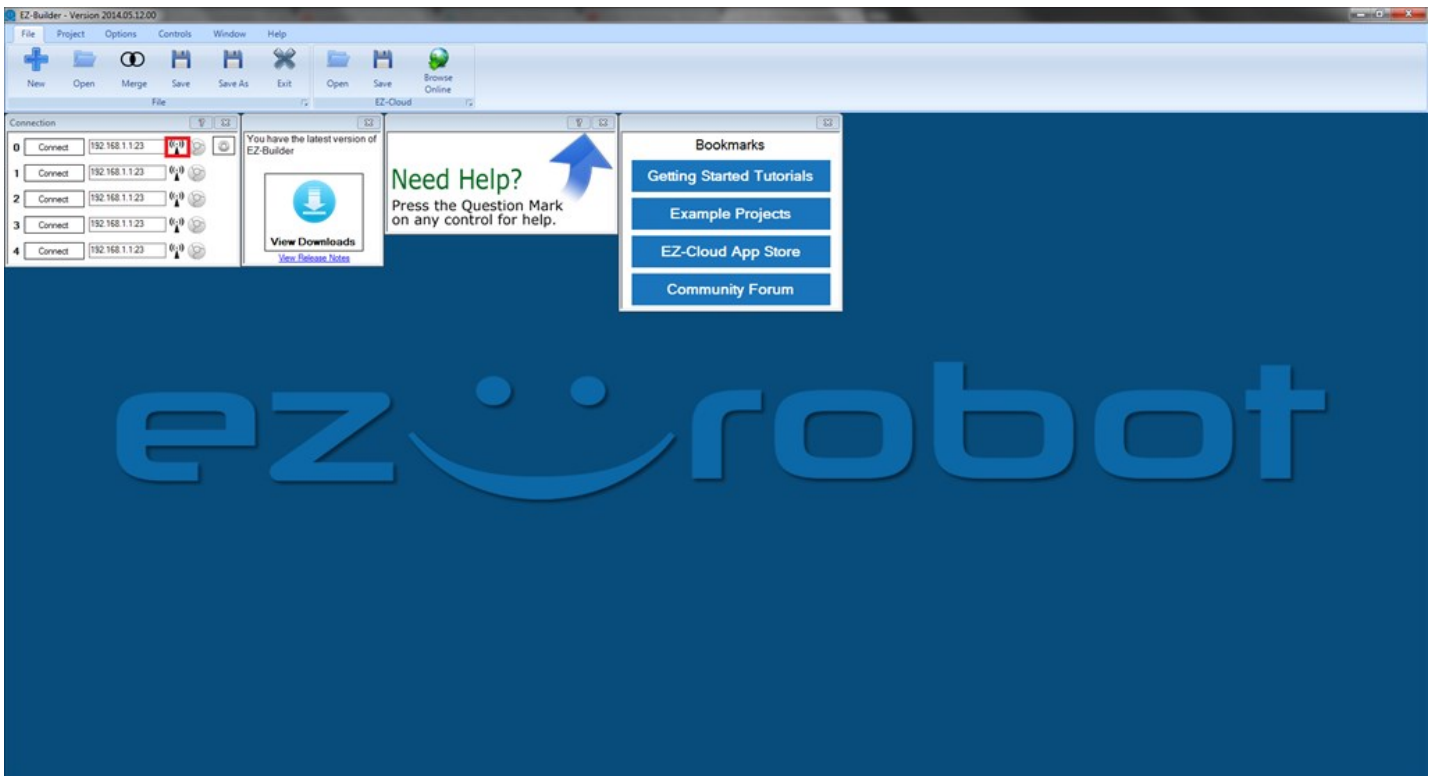 EZ-Builder - Version 2014.05.12.00
File Project Options Controls Window Help
New Open Merge Save Save As Exit Open Save Browse Online
File EZ-Cloud
Connection
0 Connect 192.168.1.1:23
1 Connect 192.168.1.1:23
2 Connect 192.168.1.1:23
3 Connect 192.168.1.1:23
4 Connect 192.168.1.1:23
You have the latest version of
EZ-Builder
View Downloads
View Release Notes
Need Help?
Press the Question Mark
on any control for help.
Bookmarks
Getting Started Tutorials
Example Projects
EZ-Cloud App Store
Community Forum
ez robot